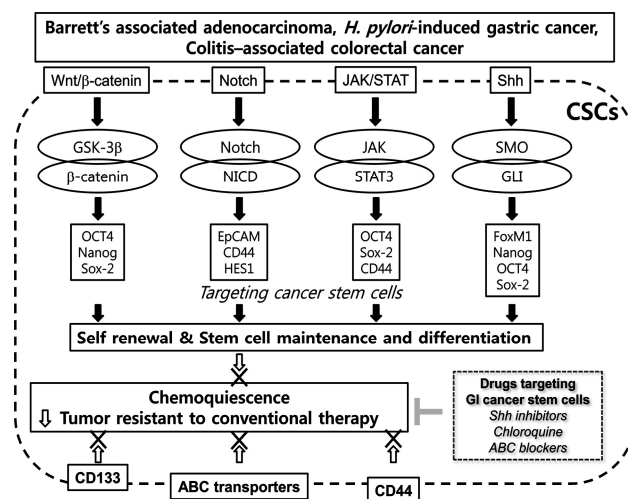 Barrett's associated adenocarcinoma, H. pylori-induced gastric cancer,
Colitis–associated colorectal cancer
Wnt/β-catenin
Notch
JAK/STAT
Shh
CSCs
GSK-3β
β-catenin
Notch
NICD
JAK
STAT3
SMO
GLI
OCT4
Nanog
Sox-2
EpCAM
CD44
HES1
OCT4
Sox-2
CD44
FoxM1
Nanog
OCT4
Sox-2
Targeting cancer stem cells
Self renewal & Stem cell maintenance and differentiation
Chemoquiescence
Tumor resistant to conventional therapy
Drugs targeting
GI cancer stem cells
Shh inhibitors
Chloroquine
ABC blockers
CD133
ABC transporters
CD44